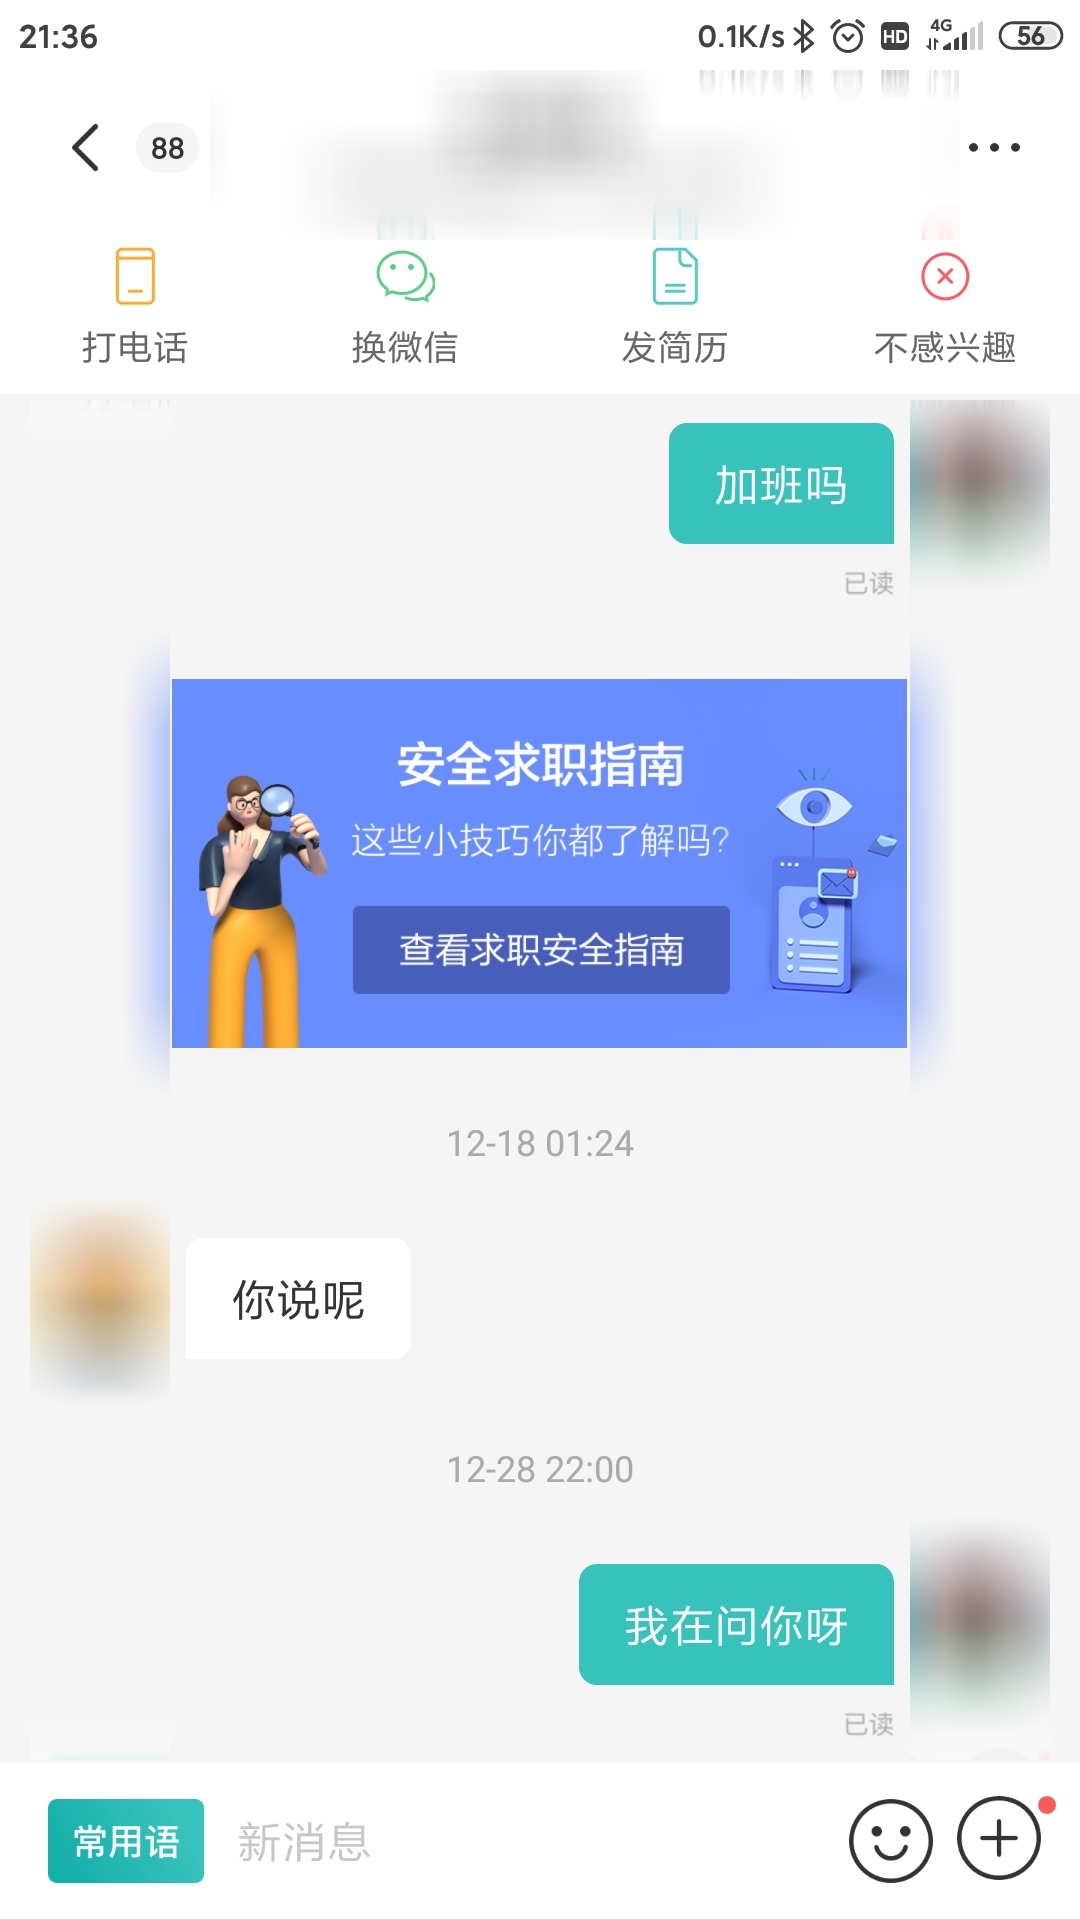 21:36
0.1K/s HD 4G 56
88
打电话 换微信 发简历 不感兴趣
加班吗
已读
安全求职指南
这些小技巧你都了解吗?
查看求职安全指南
12-18 01:24
你说呢
12-28 22:00
我在问你呀
已读
常用语 新消息